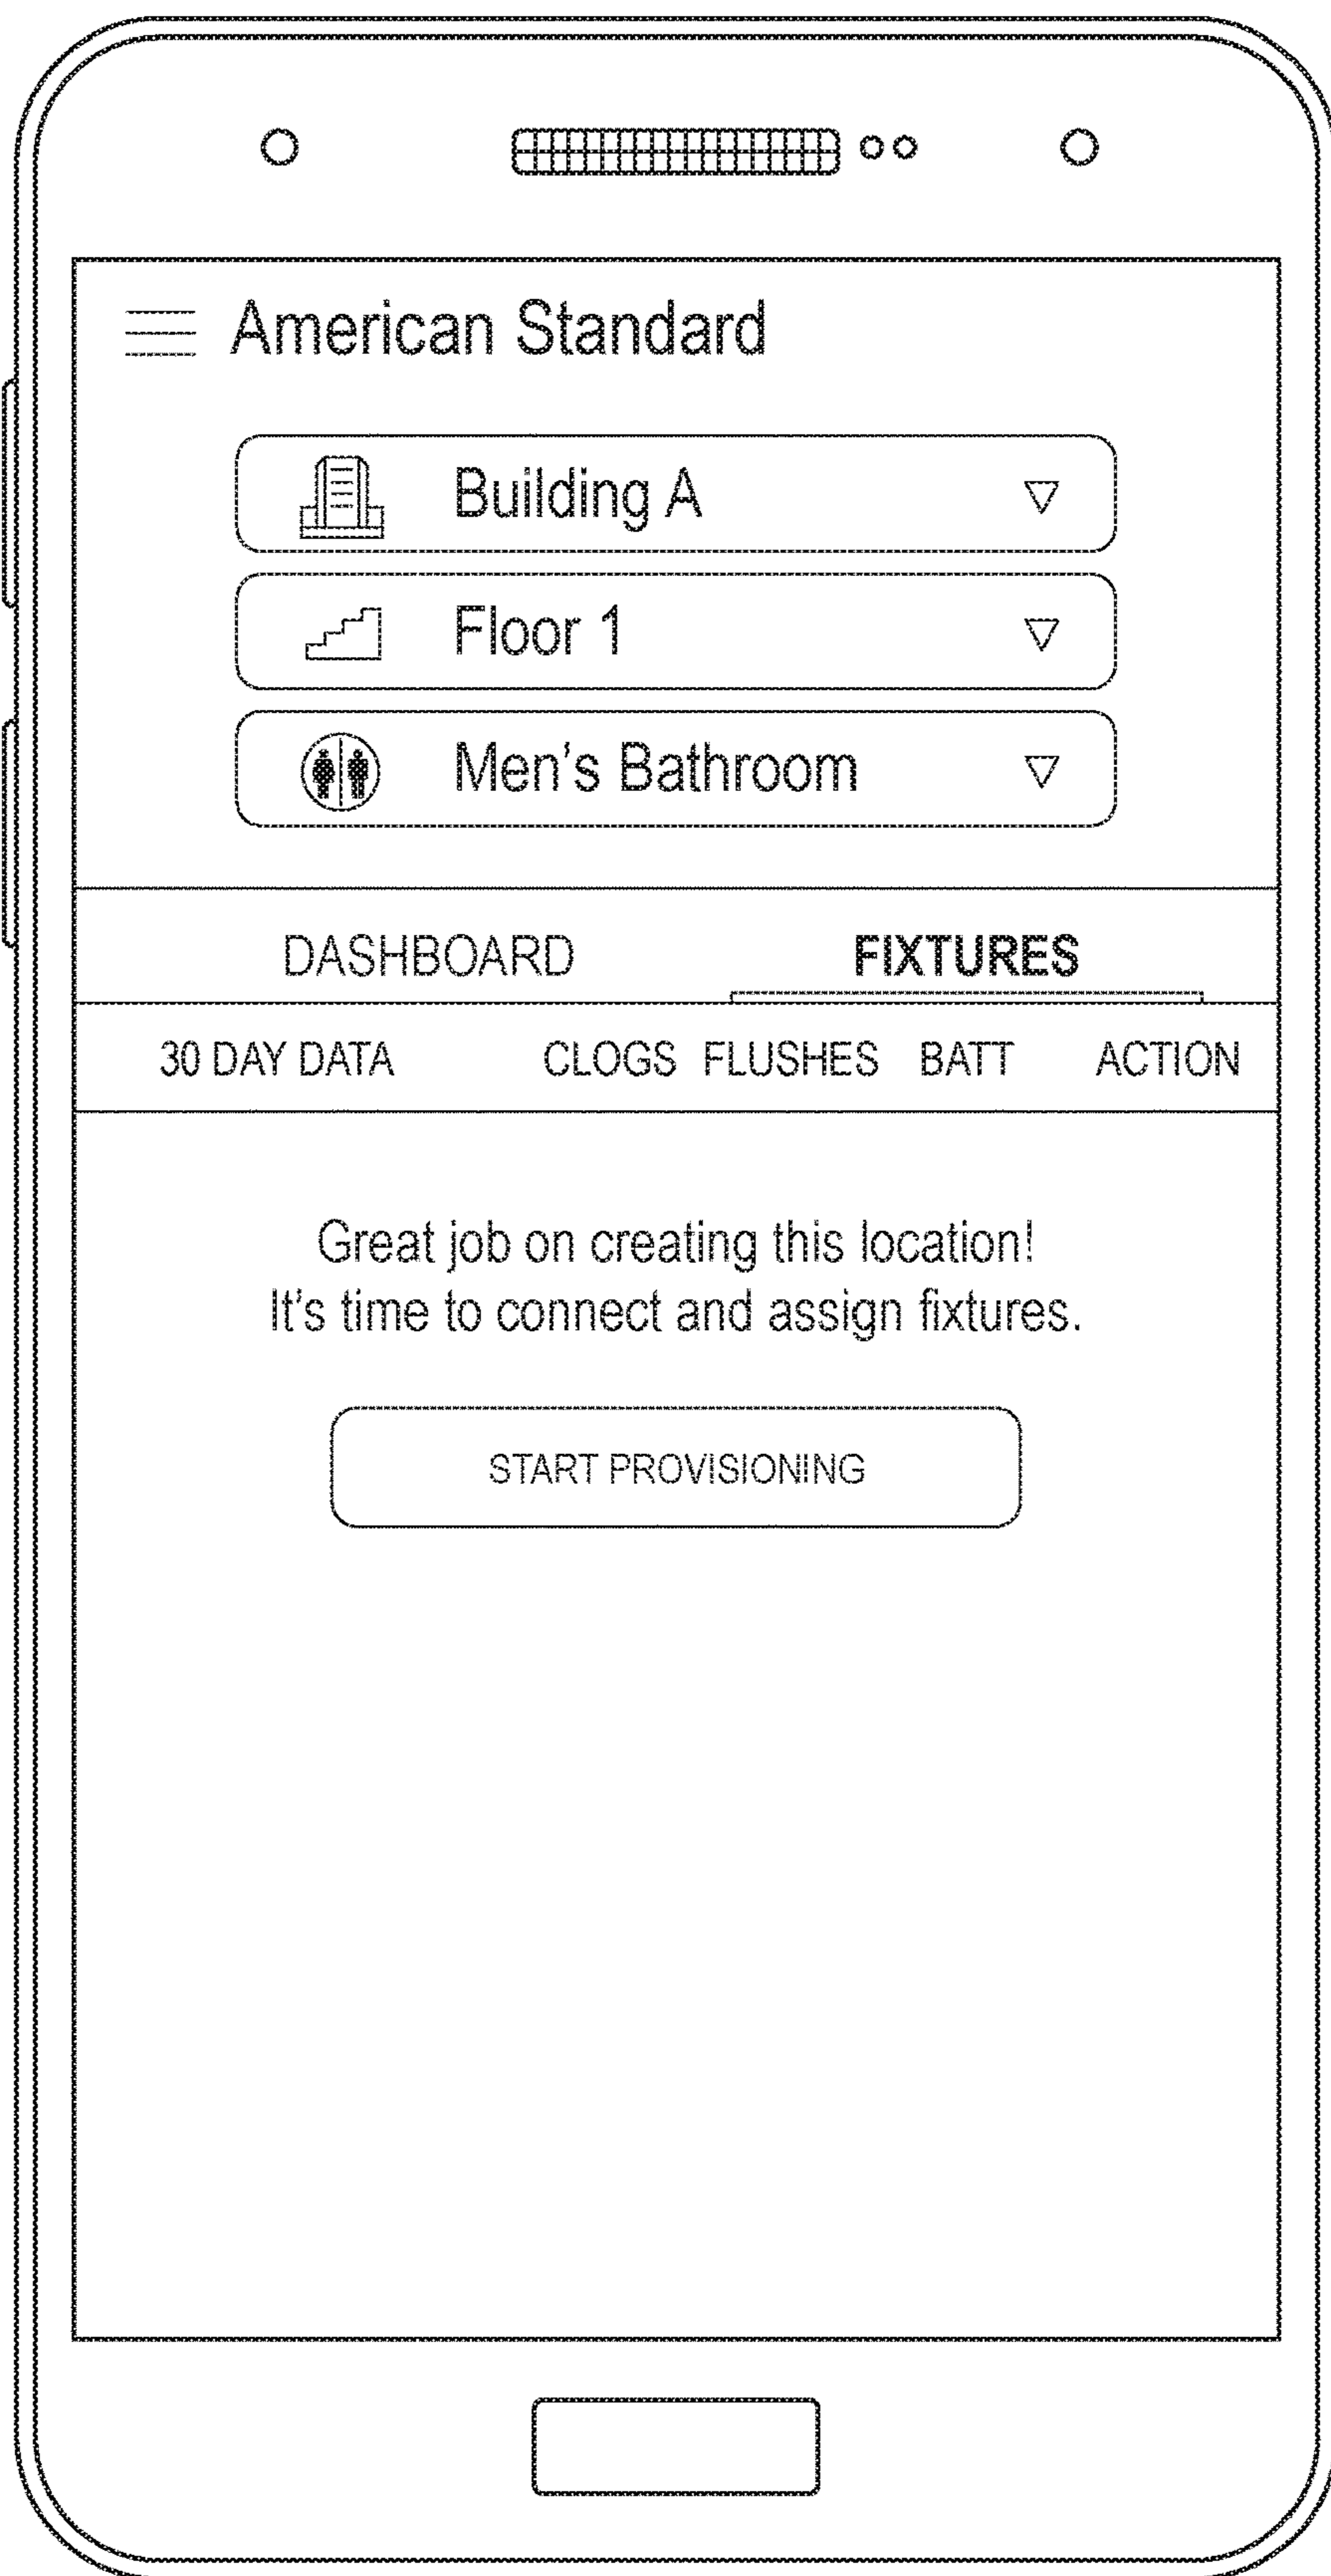 American Standard
Building A
Floor 1
Men's Bathroom
DASHBOARD FIXTURES
30 DAY DATA CLOGS FLUSHES BATT ACTION
Great job on creating this location!
It's time to connect and assign fixtures.
START PROVISIONING